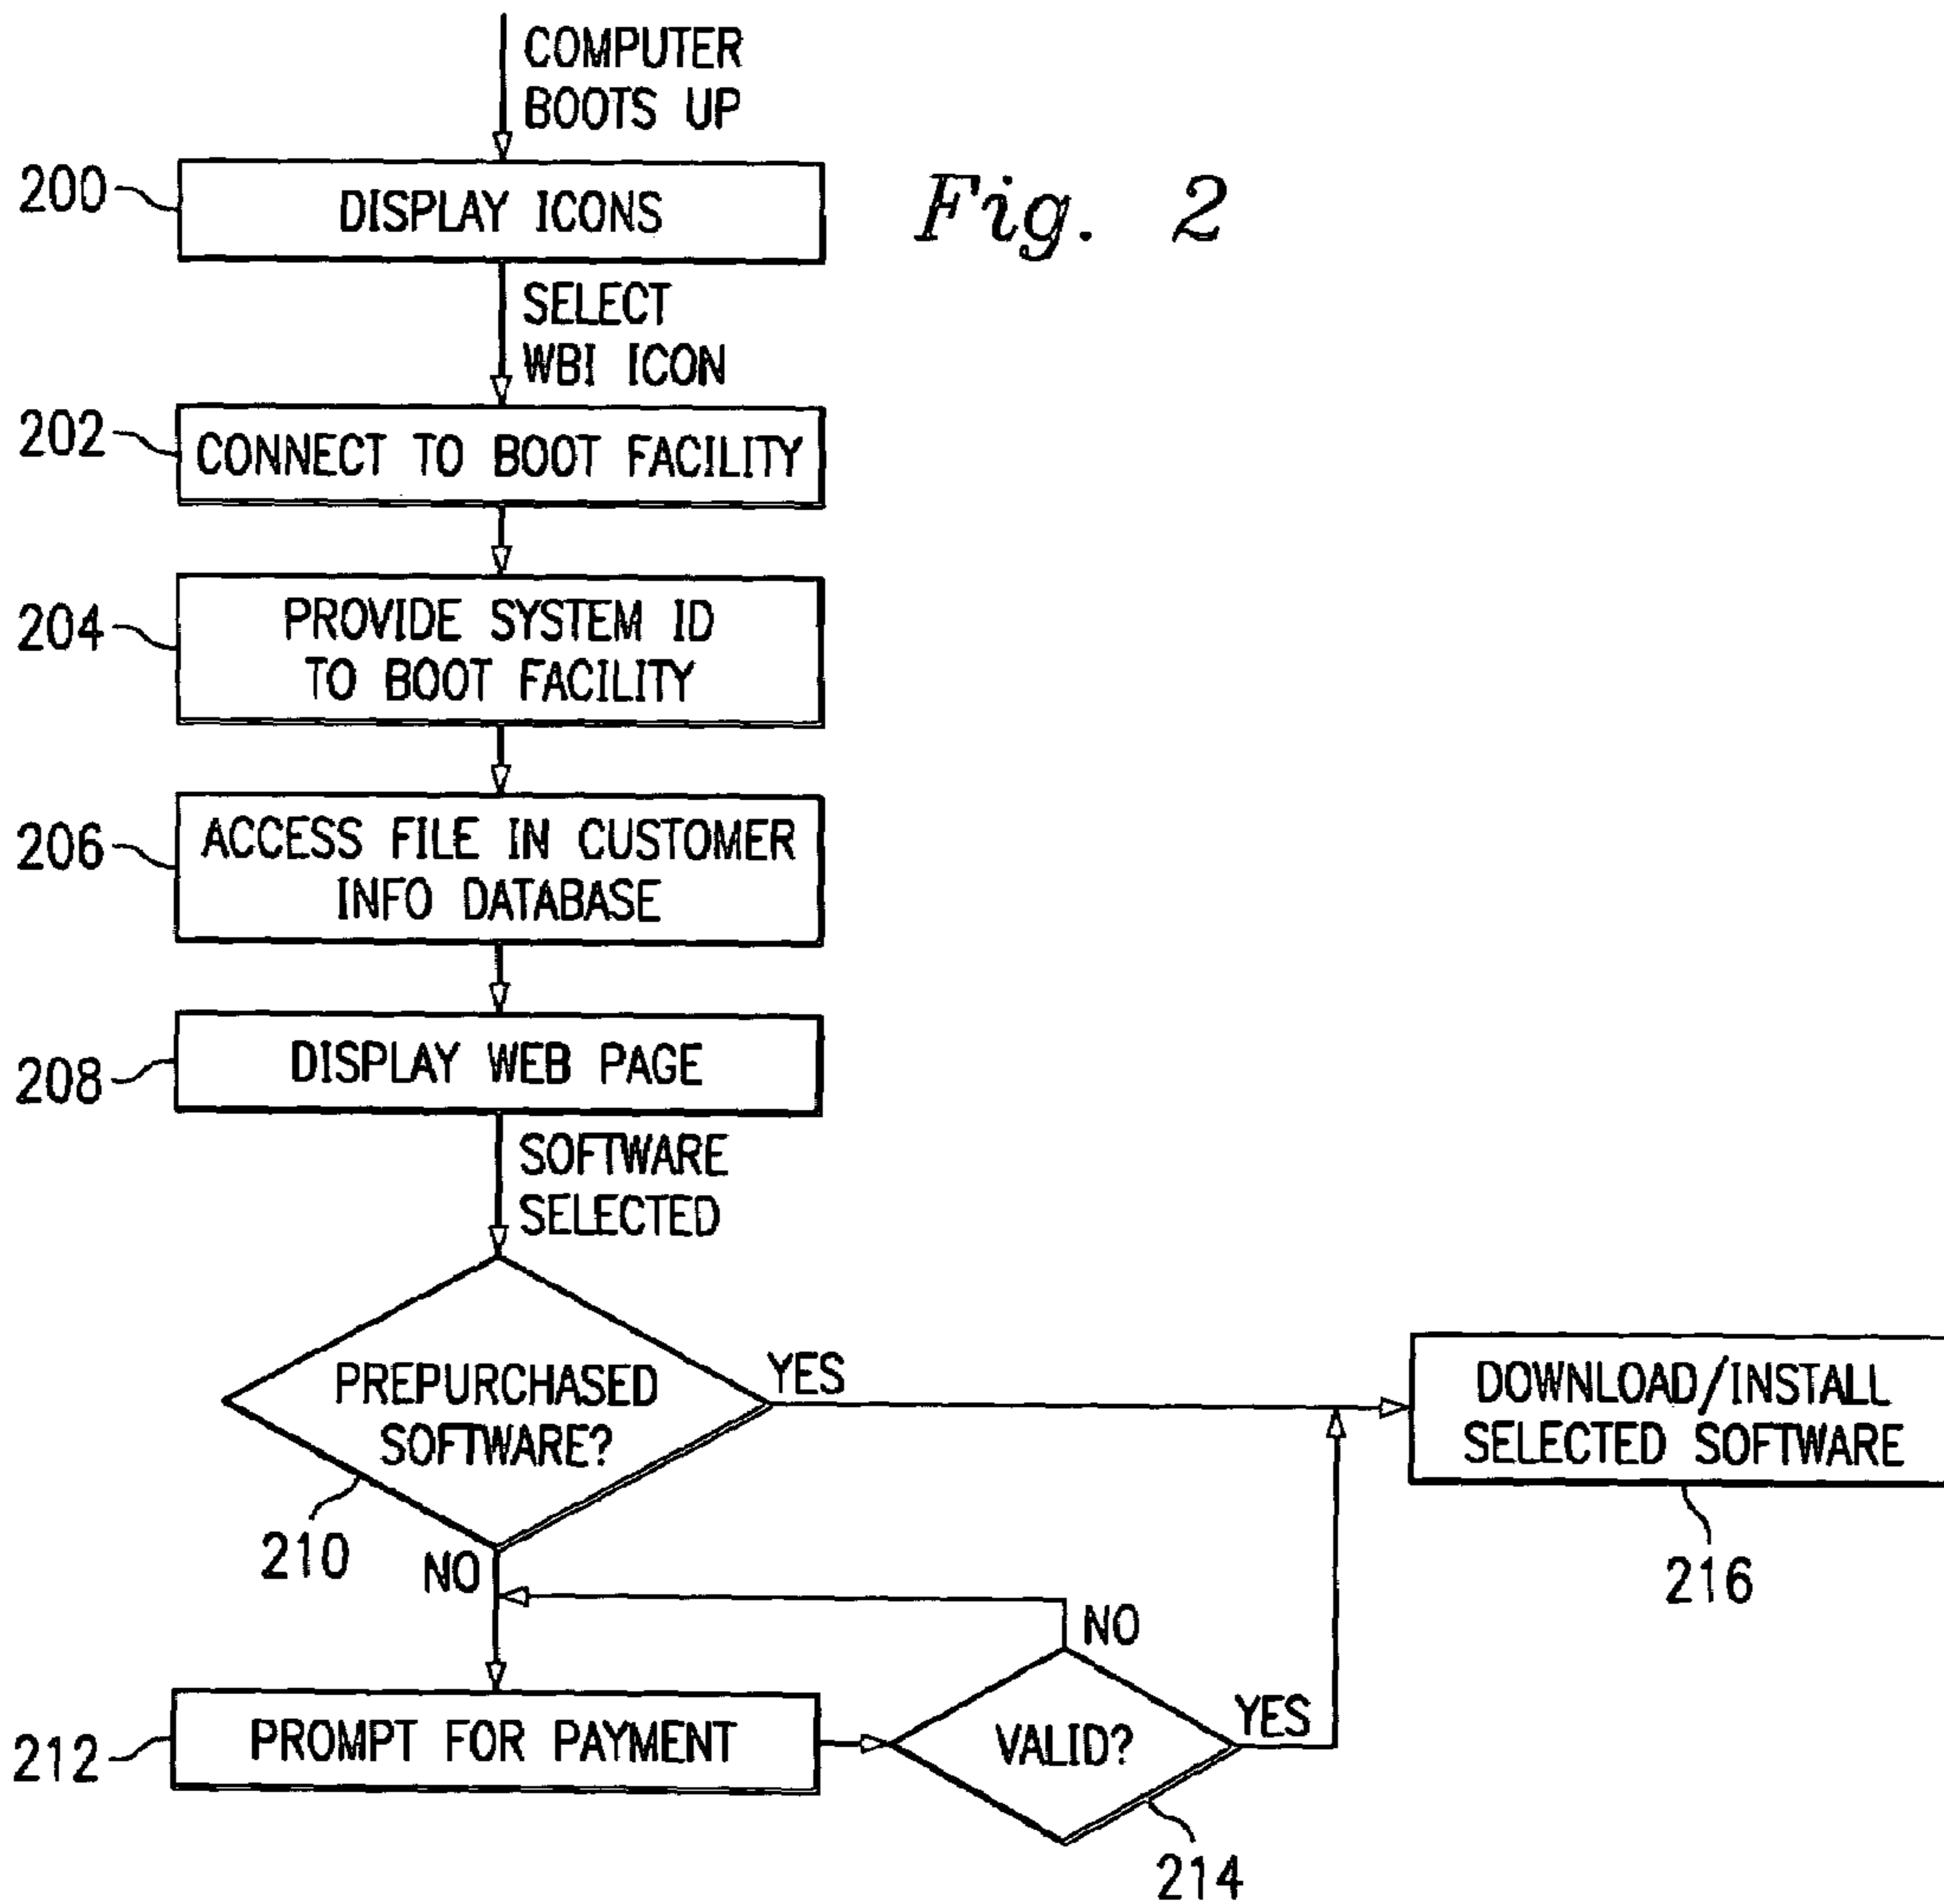 COMPUTER
BOOTS UP
200
DISPLAY ICONS
Fig. 2
SELECT
WBI ICON
202
CONNECT TO BOOT FACILITY
204
PROVIDE SYSTEM ID
TO BOOT FACILITY
206
ACCESS FILE IN CUSTOMER
INFO DATABASE
208
DISPLAY WEB PAGE
SOFTWARE
SELECTED
PREPURCHASED
SOFTWARE?
YES
210
NO
DOWNLOAD/INSTALL
SELECTED SOFTWARE
216
NO
212
PROMPT FOR PAYMENT
VALID?
YES
214